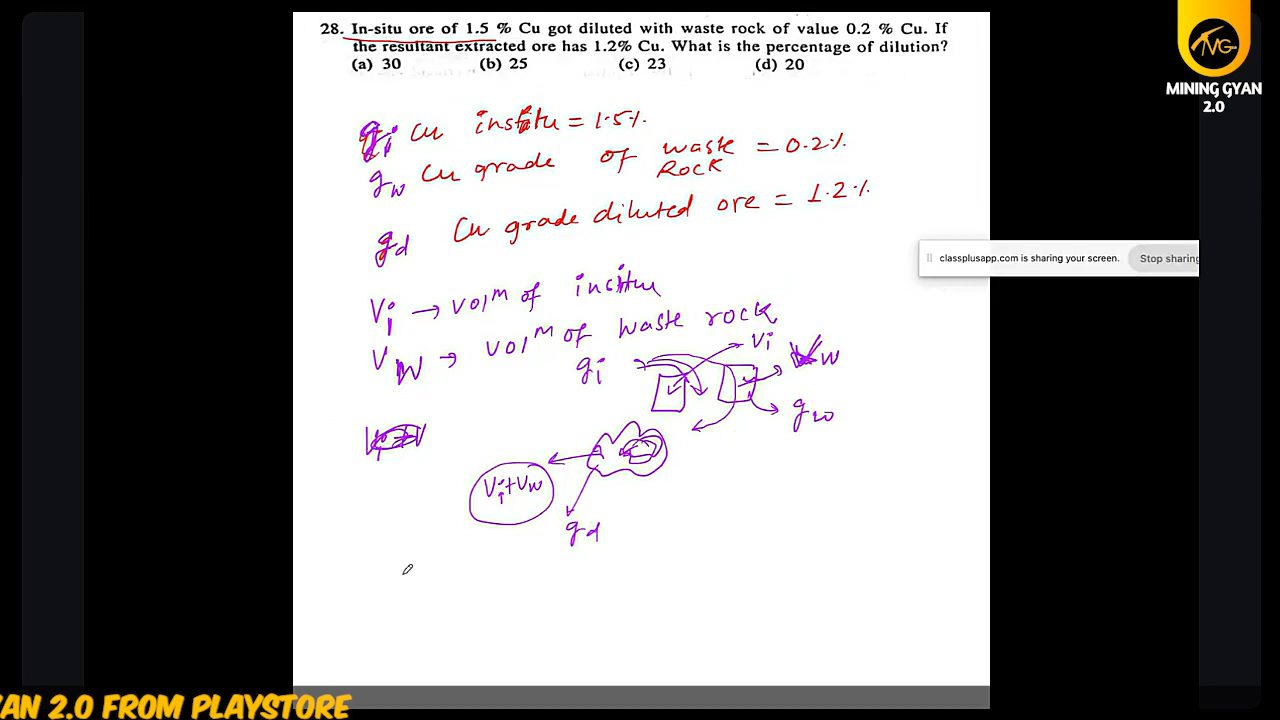 28. In-situ ore of 1.5 % Cu got diluted with waste rock of value 0.2 % Cu. If
the resultant extracted ore has 1.2% Cu. What is the percentage of dilution?
(a) 30 (b) 25 (c) 23 (d) 20
TVG
MINING GYAN
2.0
gi Cu insitu = 1.5%
gw Cu grade of waste rock = 0.2%
gd Cu grade diluted ore = 1.2%
classplusapp.com is sharing your screen. Stop sharing
Vi → volm of insitu
Vw → volm of waste rock
gi Vi w
gw
Vi+Vw
gd
AN 2.0 FROM PLAYSTORE